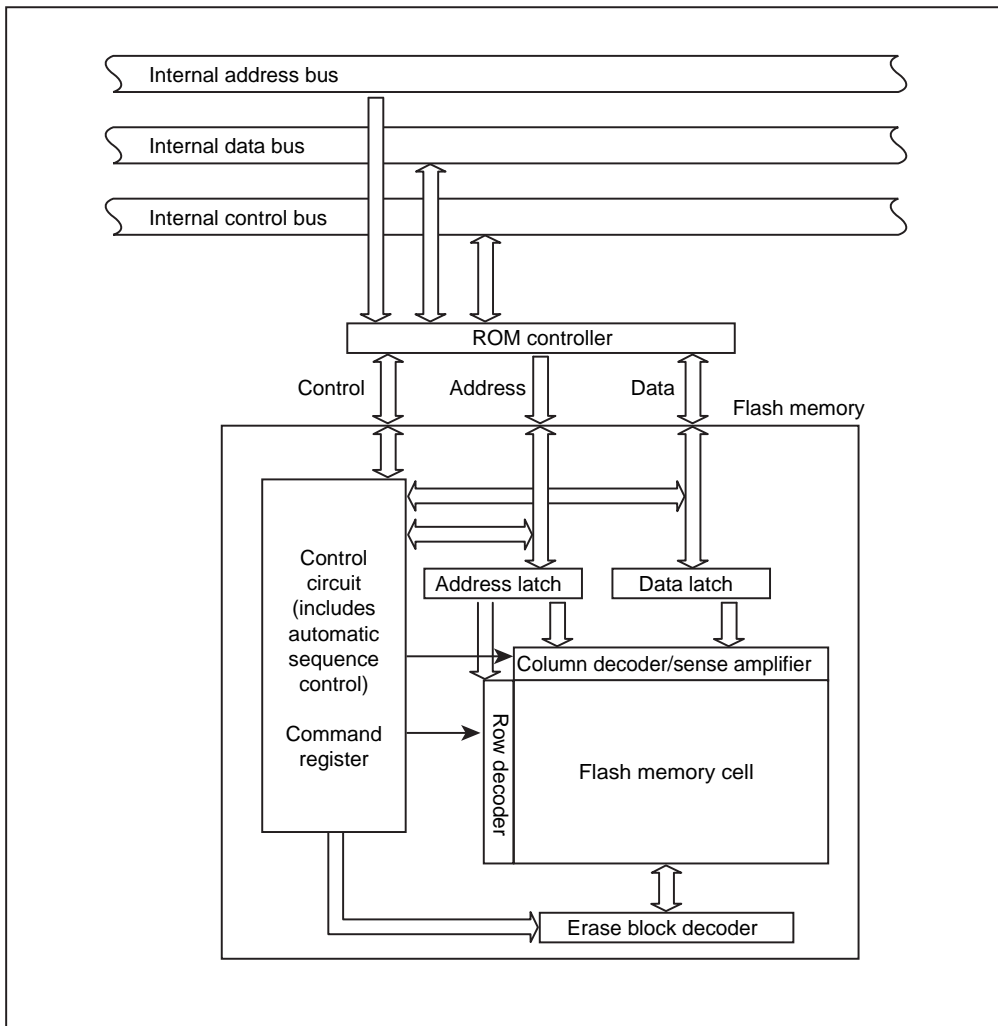 Internal address bus
Internal data bus
Internal control bus
ROM controller
Control
Address
Data
Flash memory
Control
circuit
(includes
automatic
sequence
control)
Command
register
Address latch
Data latch
Column decoder/sense amplifier
Row decoder
Flash memory cell
Erase block decoder